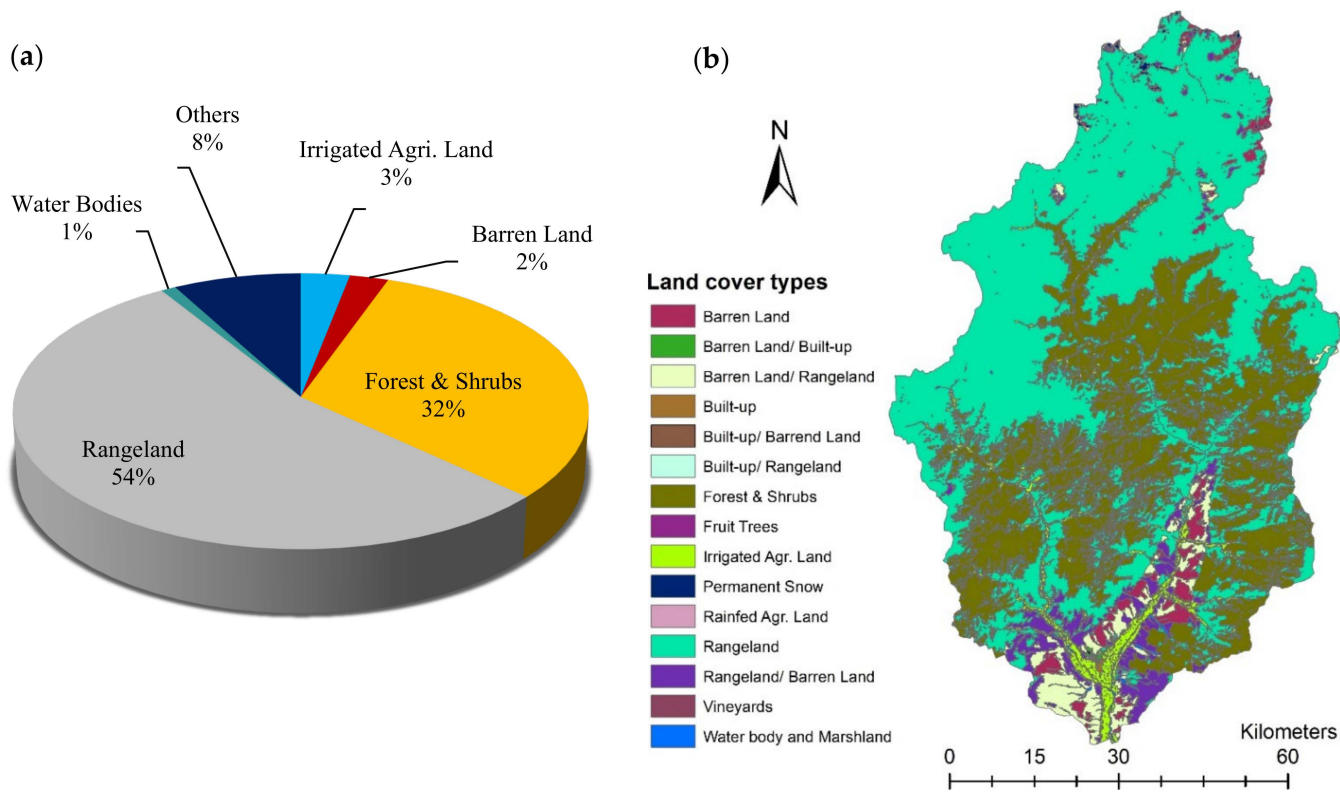 (a)
Others
8%
Irrigated Agri. Land
3%
Water Bodies
1%
Barren Land
2%
Forest & Shrubs
32%
Rangeland
54%
(b)
N
Land cover types
Barren Land
Barren Land/ Built-up
Barren Land/ Rangeland
Built-up
Built-up/ Barrend Land
Built-up/ Rangeland
Forest & Shrubs
Fruit Trees
Irrigated Agr. Land
Permanent Snow
Rainfed Agr. Land
Rangeland
Rangeland/ Barren Land
Vineyards
Water body and Marshland
Kilometers
0 15 30 60